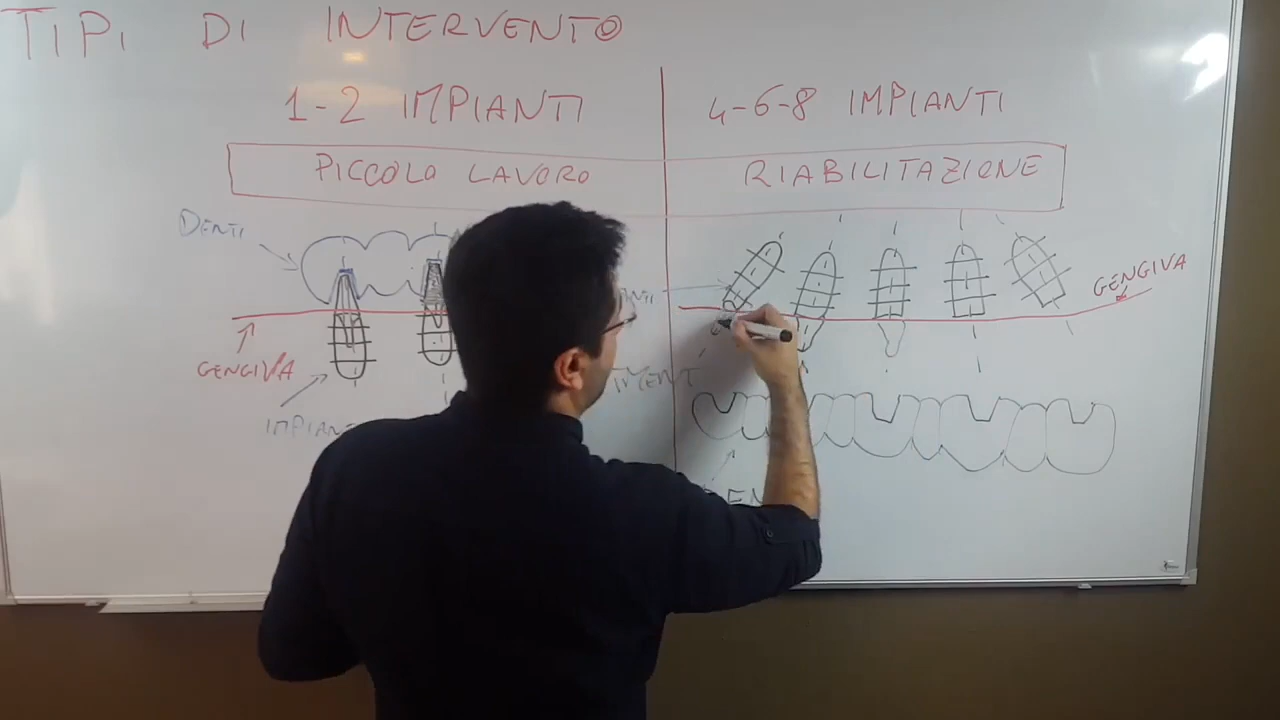 TIPI DI INTERVENTO
1-2 IMPIANTI
4-6-8 IMPIANTI
PICCOLO LAVORO
RIABILITAZIONE
DENTI
GENGIVA
GENGIVA